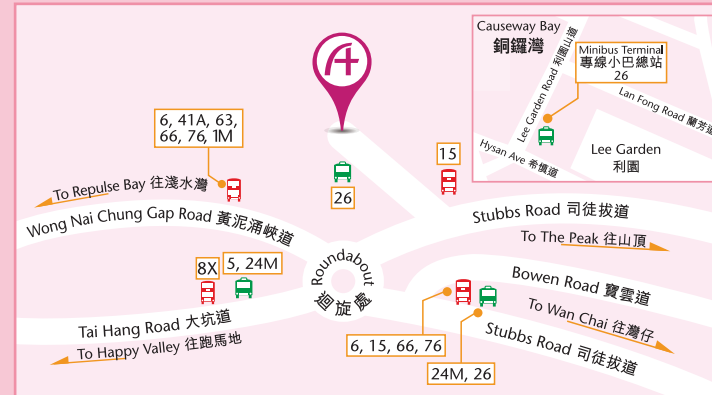 Causeway Bay
銅鑼灣
Minibus Terminal
專線小巴總站
26
Lee Garden Road 利園山道
Lan Fong Road 蘭芳道
Hysan Ave 希慎道
Lee Garden
利園
A+
6, 41A, 63,
66, 76, 1M
26
15
To Repulse Bay 往淺水灣
Wong Nai Chung Gap Road 黃泥涌峽道
Stubbs Road 司徒拔道
To The Peak 往山頂
8X
5, 24M
Roundabout
迴旋處
Bowen Road 寶雲道
To Wan Chai 往灣仔
Tai Hang Road 大坑道
To Happy Valley 往跑馬地
6, 15, 66, 76
24M, 26
Stubbs Road 司徒拔道